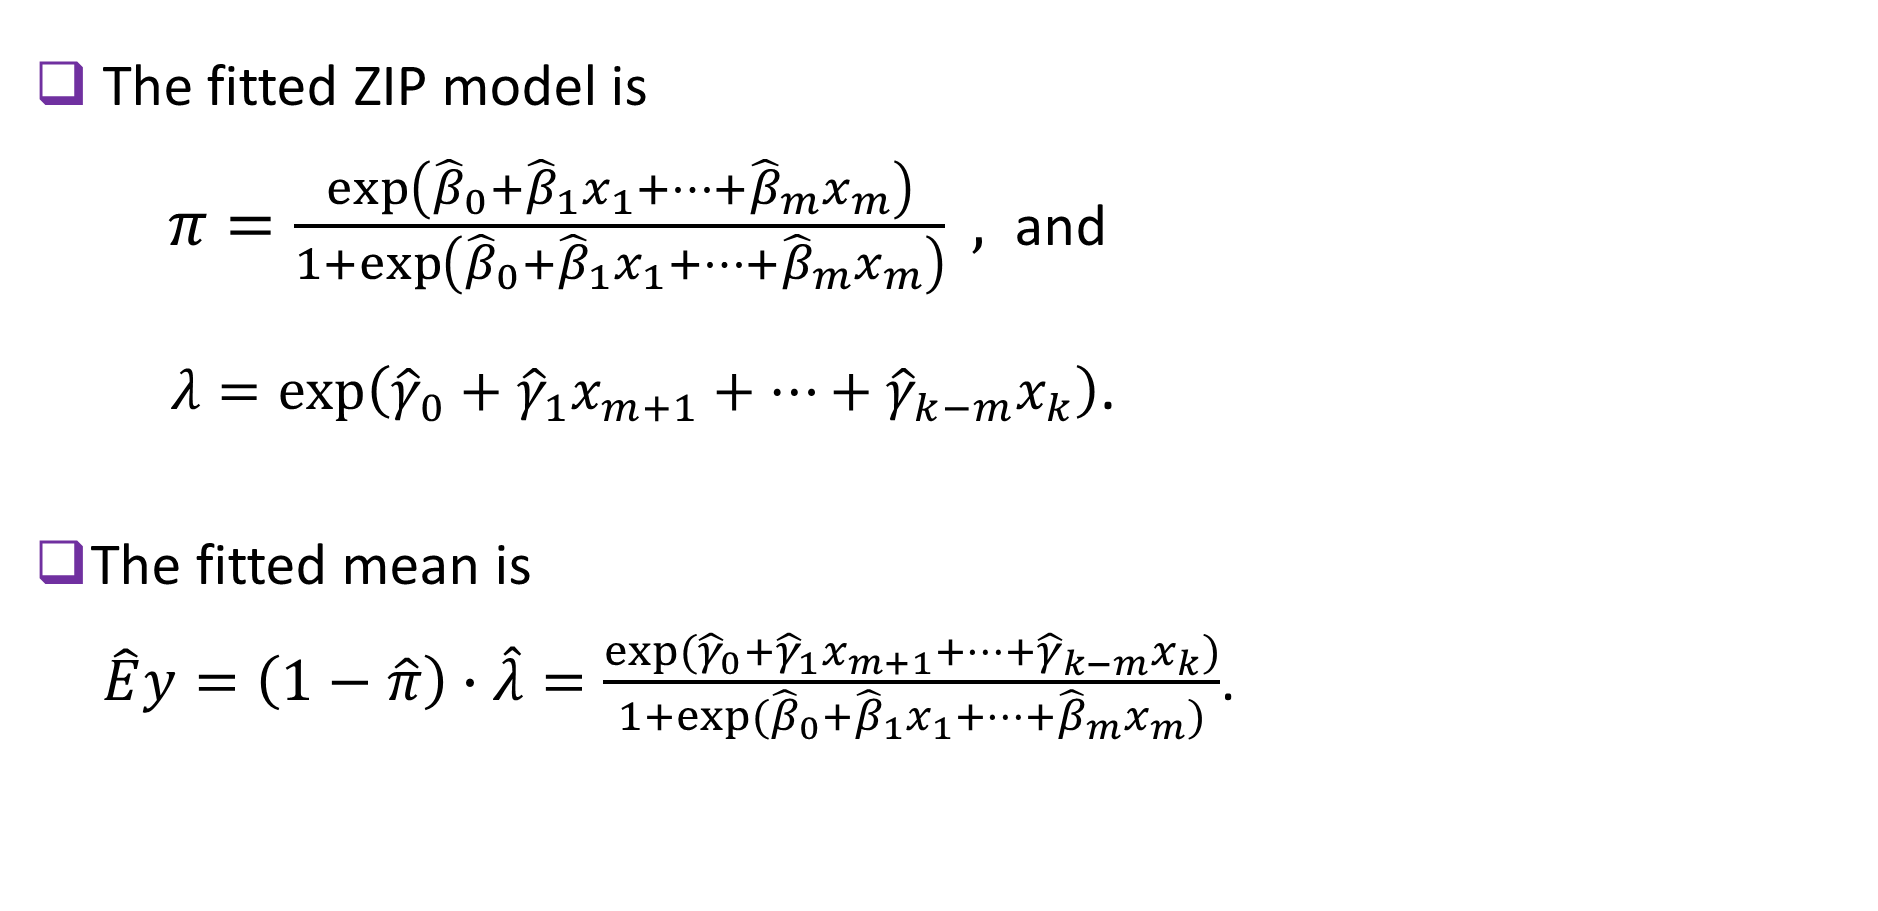 ❑ The fitted ZIP model is
π = exp(β̂₀+β̂₁x₁+⋯+β̂ₘxₘ) / 1+exp(β̂₀+β̂₁x₁+⋯+β̂ₘxₘ) , and
λ = exp(γ̂₀ + γ̂₁xₘ₊₁ + ⋯ + γ̂ₖ₋ₘxₖ).
❑ The fitted mean is
Êy = (1 − π̂) · λ̂ = exp(γ̂₀+γ̂₁xₘ₊₁+⋯+γ̂ₖ₋ₘxₖ) / 1+exp(β̂₀+β̂₁x₁+⋯+β̂ₘxₘ).